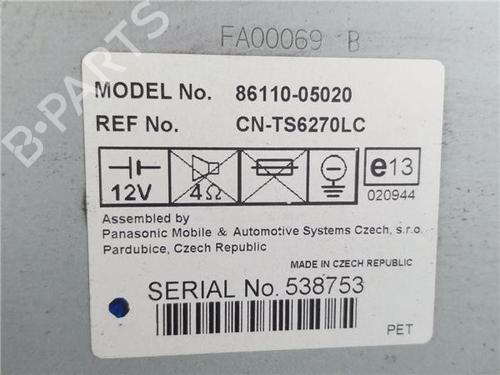 FA00069 B
B-PARTS
MODEL No. 86110-05020
REF No. CN-TS6270LC
12V 4Ω e13
020944
Assembled by
Panasonic Mobile & Automotive Systems Czech, s.r.o.
Pardubice, Czech Republic
MADE IN CZECH REPUBLIC
SERIAL No. 538753
PET